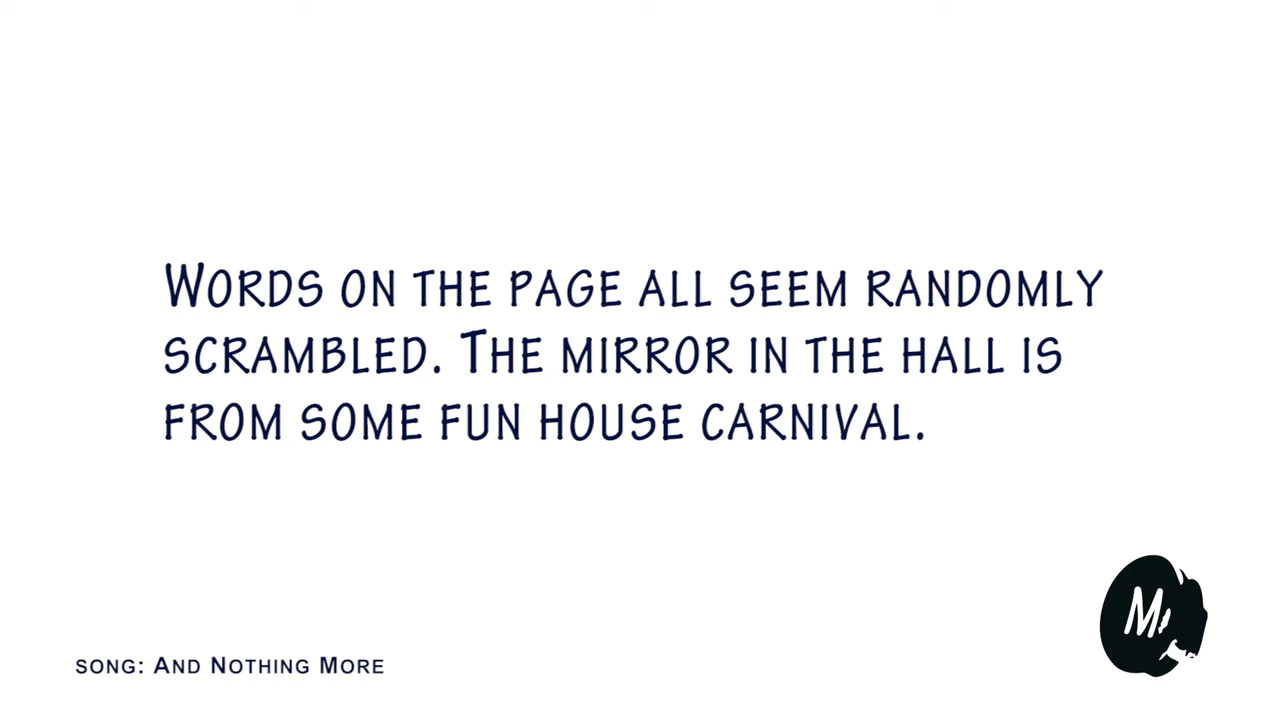 Words on the page all seem randomly
scrambled. The mirror in the hall is
from some fun house carnival.
song: And Nothing More
M